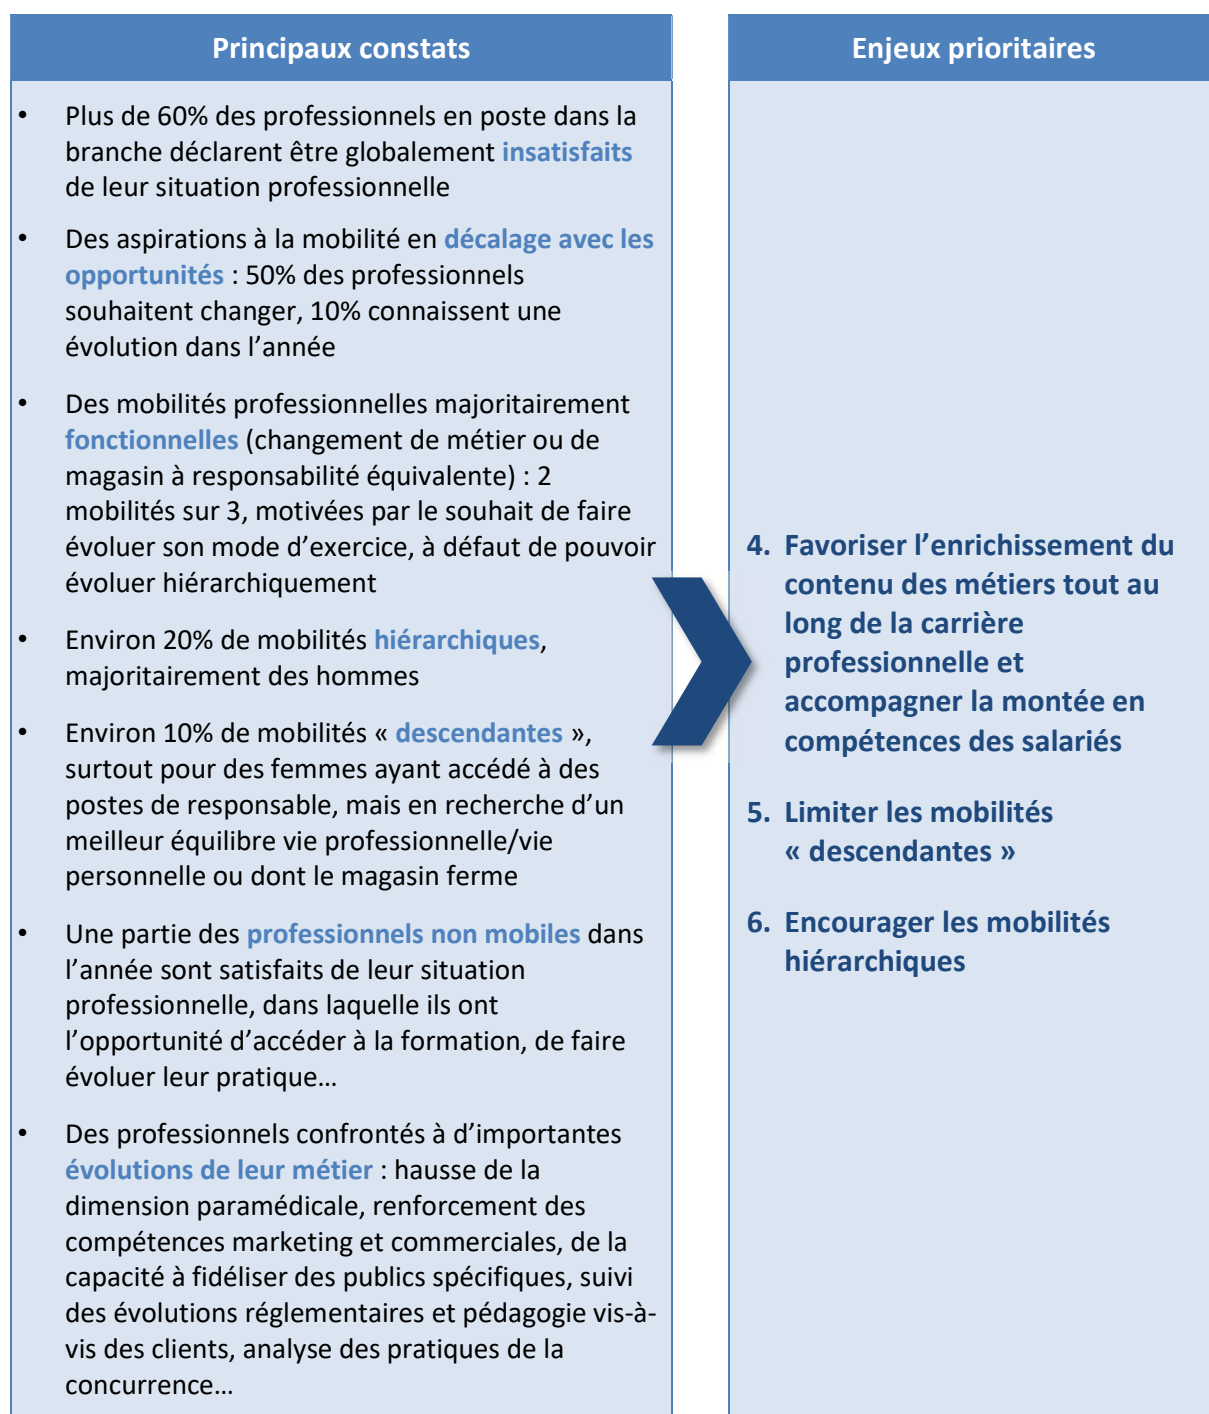 Principaux constats
• Plus de 60% des professionnels en poste dans la
branche déclarent être globalement insatisfaits
de leur situation professionnelle
• Des aspirations à la mobilité en décalage avec les
opportunités : 50% des professionnels
souhaitent changer, 10% connaissent une
évolution dans l’année
• Des mobilités professionnelles majoritairement
fonctionnelles (changement de métier ou de
magasin à responsabilité équivalente) : 2
mobilités sur 3, motivées par le souhait de faire
évoluer son mode d’exercice, à défaut de pouvoir
évoluer hiérarchiquement
• Environ 20% de mobilités hiérarchiques,
majoritairement des hommes
• Environ 10% de mobilités « descendantes »,
surtout pour des femmes ayant accédé à des
postes de responsable, mais en recherche d’un
meilleur équilibre vie professionnelle/vie
personnelle ou dont le magasin ferme
• Une partie des professionnels non mobiles dans
l’année sont satisfaits de leur situation
professionnelle, dans laquelle ils ont
l’opportunité d’accéder à la formation, de faire
évoluer leur pratique…
• Des professionnels confrontés à d’importantes
évolutions de leur métier : hausse de la
dimension paramédicale, renforcement des
compétences marketing et commerciales, de la
capacité à fidéliser des publics spécifiques, suivi
des évolutions réglementaires et pédagogie vis-à-
vis des clients, analyse des pratiques de la
concurrence…
Enjeux prioritaires
4. Favoriser l’enrichissement du
contenu des métiers tout au
long de la carrière
professionnelle et
accompagner la montée en
compétences des salariés
5. Limiter les mobilités
« descendantes »
6. Encourager les mobilités
hiérarchiques